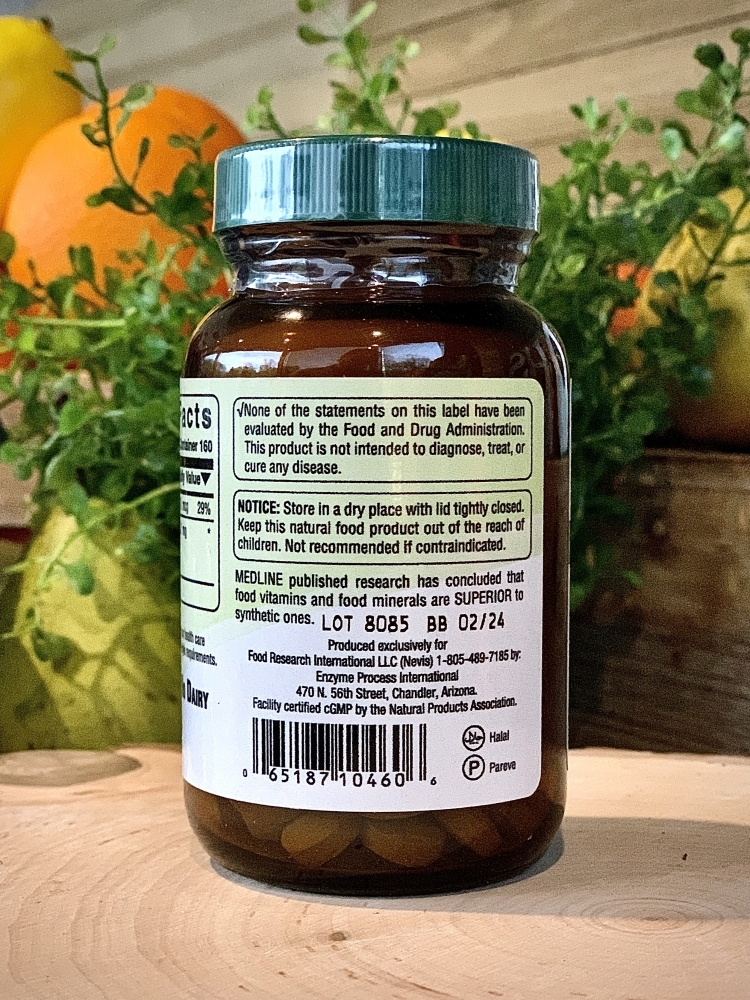 acts
ntainer 160
Value▼
mcg 29%
*
health care
requirements.
DAIRY
√None of the statements on this label have been
evaluated by the Food and Drug Administration.
This product is not intended to diagnose, treat, or
cure any disease.
NOTICE: Store in a dry place with lid tightly closed.
Keep this natural food product out of the reach of
children. Not recommended if contraindicated.
MEDLINE published research has concluded that
food vitamins and food minerals are SUPERIOR to
synthetic ones. LOT 8085 BB 02/24
Produced exclusively for
Food Research International LLC (Nevis) 1-805-489-7185 by:
Enzyme Process International
470 N. 56th Street, Chandler, Arizona.
Facility certified cGMP by the Natural Products Association.
0 65187 10460 6
Halal
P Pareve